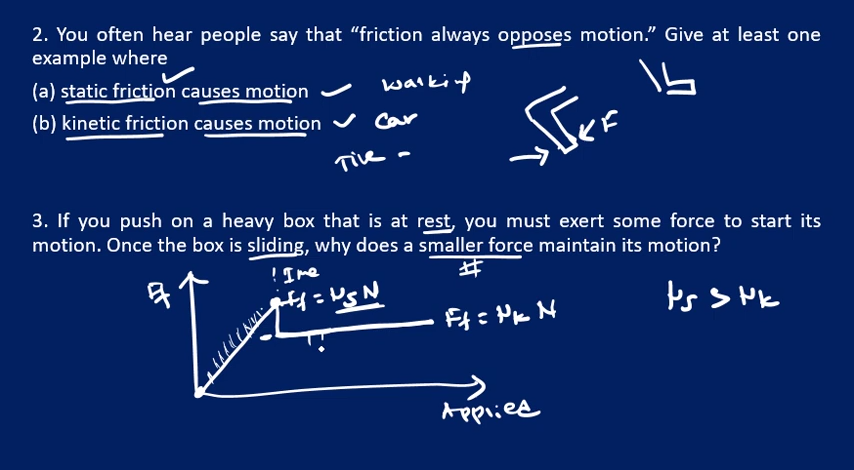 2. You often hear people say that “friction always opposes motion.” Give at least one
example where
(a) static friction causes motion walking
(b) kinetic friction causes motion car
Tire -
F
3. If you push on a heavy box that is at rest, you must exert some force to start its
motion. Once the box is sliding, why does a smaller force maintain its motion?
Ff = μs N
μs > μk
Ff = μk N
Applied